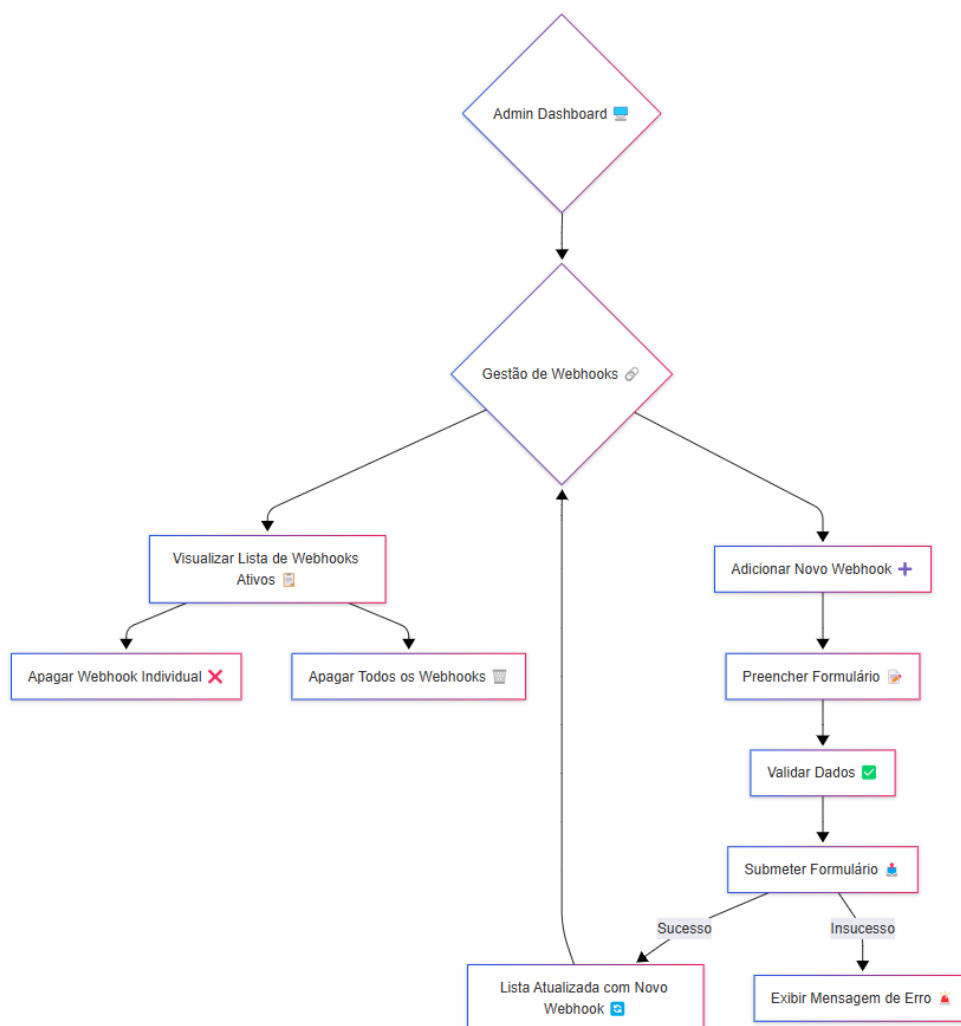 Admin Dashboard 🖥️
Gestão de Webhooks 🔗
Visualizar Lista de Webhooks
Ativos 📋
Adicionar Novo Webhook ➕
Apagar Webhook Individual ❌
Apagar Todos os Webhooks 🗑️
Preencher Formulário 📝
Validar Dados ✅
Submeter Formulário 📤
Sucesso
Insucesso
Lista Atualizada com Novo
Webhook 🔄
Exibir Mensagem de Erro 🚨